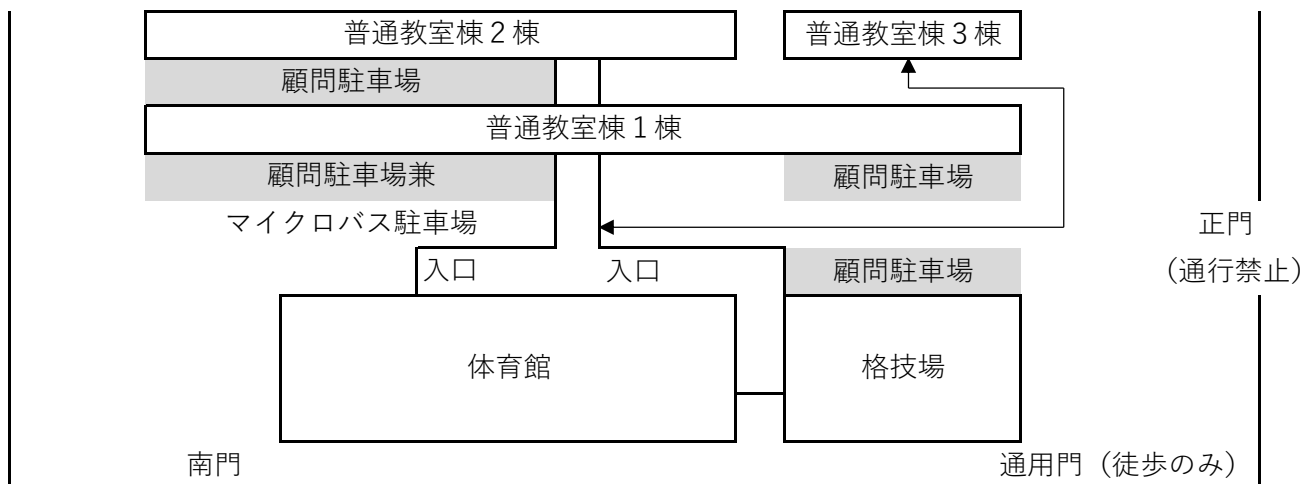 普通教室棟２棟
普通教室棟３棟
顧問駐車場
普通教室棟１棟
顧問駐車場兼
顧問駐車場
マイクロバス駐車場
正門
入口
入口
顧問駐車場
（通行禁止）
体育館
格技場
南門
通用門（徒歩のみ）